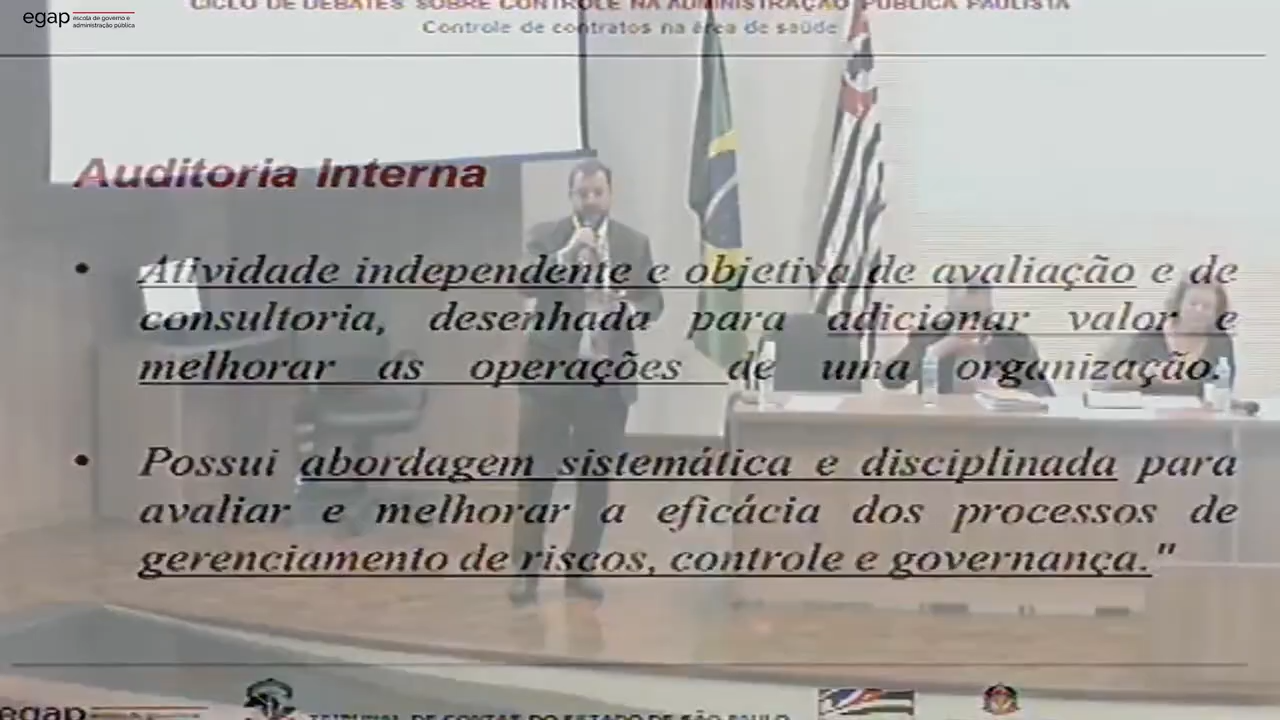 egap escola de governo e
administração pública
CICLO DE DEBATES SOBRE CONTROLE NA ADMINISTRAÇÃO PÚBLICA PAULISTA
Controle de contratos na área de saúde
Auditoria Interna
• Atividade independente e objetiva de avaliação e de
consultoria, desenhada para adicionar valor e
melhorar as operações de uma organização.
• Possui abordagem sistemática e disciplinada para
avaliar e melhorar a eficácia dos processos de
gerenciamento de riscos, controle e governança."
egap
TRIBUNAL DE CONTAS DO ESTADO DE SÃO PAULO